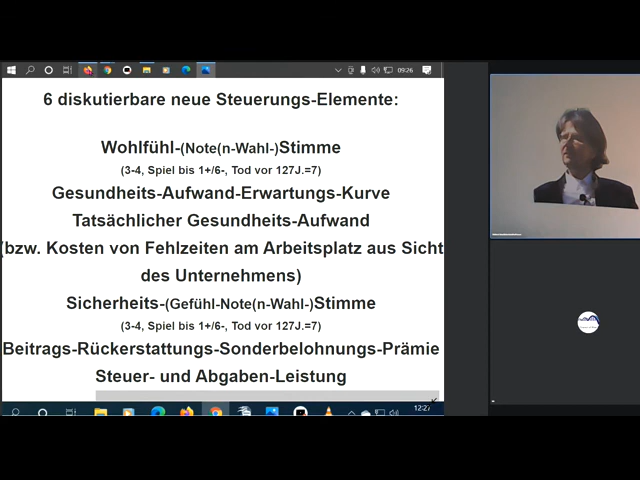 09:26
6 diskutierbare neue Steuerungs-Elemente:
Wohlfühl-(Note(n-Wahl-)Stimme
(3-4, Spiel bis 1+/6-, Tod vor 127J.=7)
Gesundheits-Aufwand-Erwartungs-Kurve
Tatsächlicher Gesundheits-Aufwand
(bzw. Kosten von Fehlzeiten am Arbeitsplatz aus Sicht
des Unternehmens)
Sicherheits-(Gefühl-Note(n-Wahl-)Stimme
(3-4, Spiel bis 1+/6-, Tod vor 127J.=7)
Beitrags-Rückerstattungs-Sonderbelohnungs-Prämie
Steuer- und Abgaben-Leistung
12:27